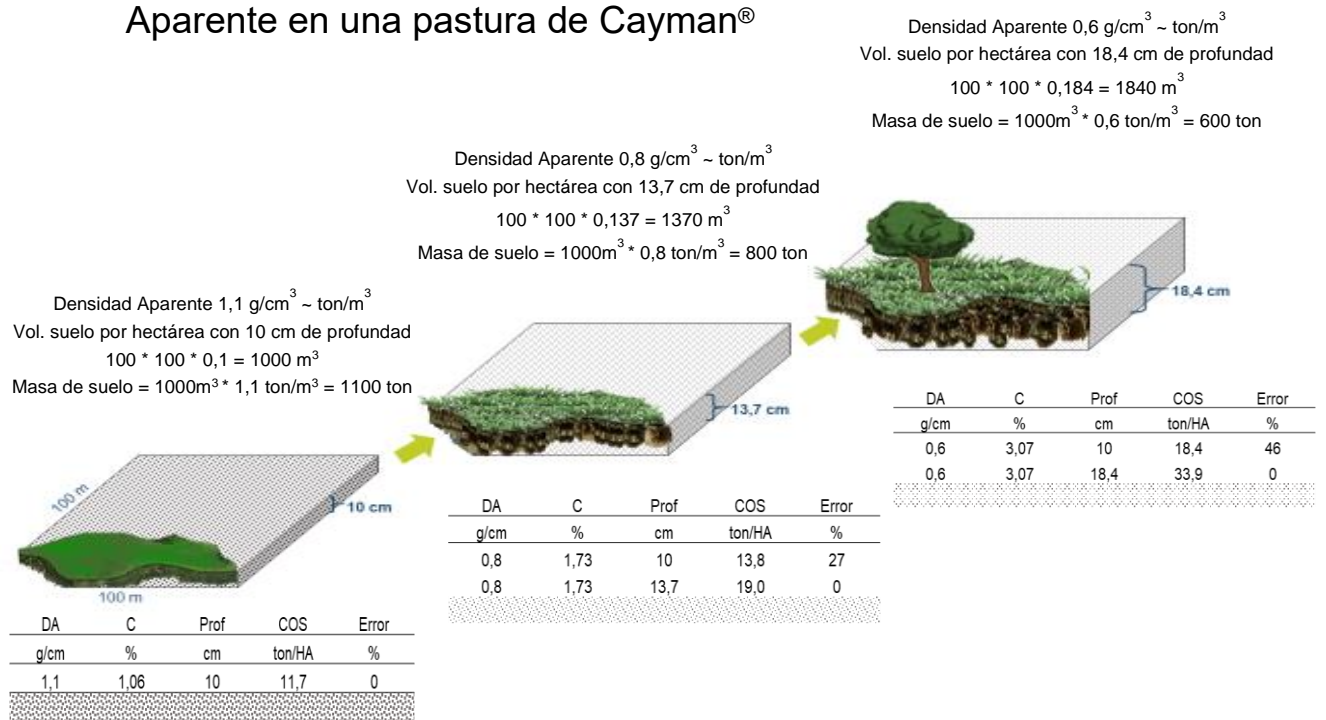 Aparente en una pastura de Cayman®
Densidad Aparente 0,6 g/cm³ ~ ton/m³
Vol. suelo por hectárea con 18,4 cm de profundad
100 * 100 * 0,184 = 1840 m³
Masa de suelo = 1000m³ * 0,6 ton/m³ = 600 ton
Densidad Aparente 0,8 g/cm³ ~ ton/m³
Vol. suelo por hectárea con 13,7 cm de profundad
100 * 100 * 0,137 = 1370 m³
Masa de suelo = 1000m³ * 0,8 ton/m³ = 800 ton
Densidad Aparente 1,1 g/cm³ ~ ton/m³
Vol. suelo por hectárea con 10 cm de profundad
100 * 100 * 0,1 = 1000 m³
Masa de suelo = 1000m³ * 1,1 ton/m³ = 1100 ton
18,4 cm
DA C Prof COS Error
g/cm % cm ton/HA %
0,6 3,07 10 18,4 46
0,6 3,07 18,4 33,9 0
13,7 cm
DA C Prof COS Error
g/cm % cm ton/HA %
0,8 1,73 10 13,8 27
0,8 1,73 13,7 19,0 0
100 m
10 cm
100 m
DA C Prof COS Error
g/cm % cm ton/HA %
1,1 1,06 10 11,7 0